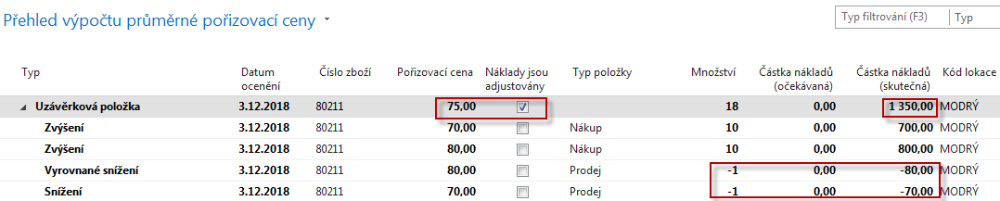 Přehled výpočtu průměrné pořizovací ceny
Typ filtrování (F3) Typ
Typ Datum ocenění Číslo zboží Pořizovací cena Náklady jsou adjustovány Typ položky Množství Částka nákladů (očekávaná) Částka nákladů (skutečná) Kód lokace
Uzávěrková položka 3.12.2018 80211 75,00 18 0,00 1 350,00 MODRÝ
Zvýšení 3.12.2018 80211 70,00 Nákup 10 0,00 700,00 MODRÝ
Zvýšení 3.12.2018 80211 80,00 Nákup 10 0,00 800,00 MODRÝ
Vyrovnané snížení 3.12.2018 80211 80,00 Prodej -1 0,00 -80,00 MODRÝ
Snížení 3.12.2018 80211 70,00 Prodej -1 0,00 -70,00 MODRÝ